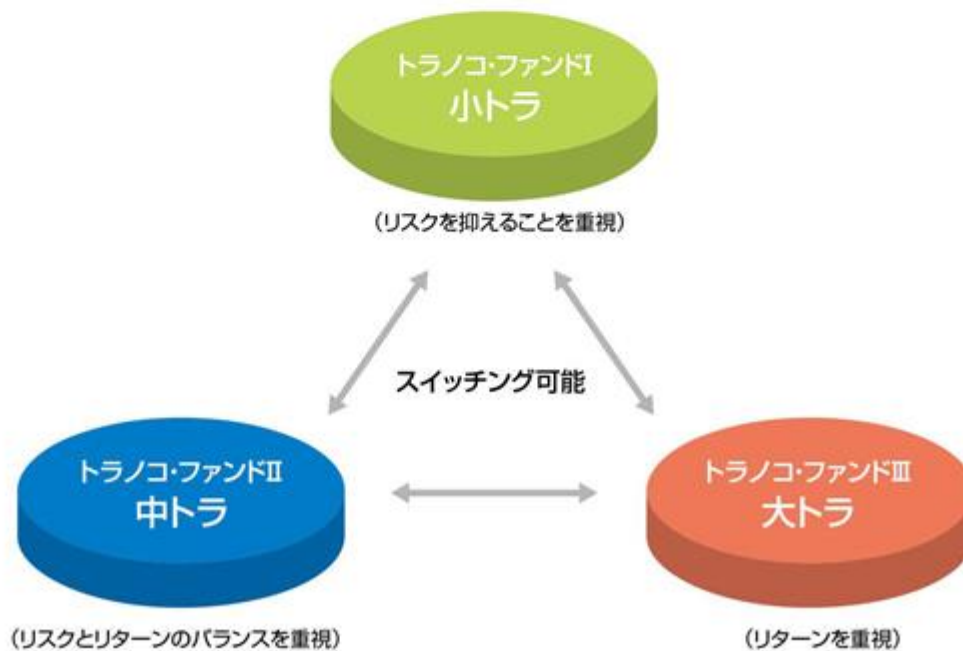 トラノコ・ファンドⅠ
小トラ
（リスクを抑えることを重視）
スイッチング可能
トラノコ・ファンドⅡ
中トラ
（リスクとリターンのバランスを重視）
トラノコ・ファンドⅢ
大トラ
（リターンを重視）